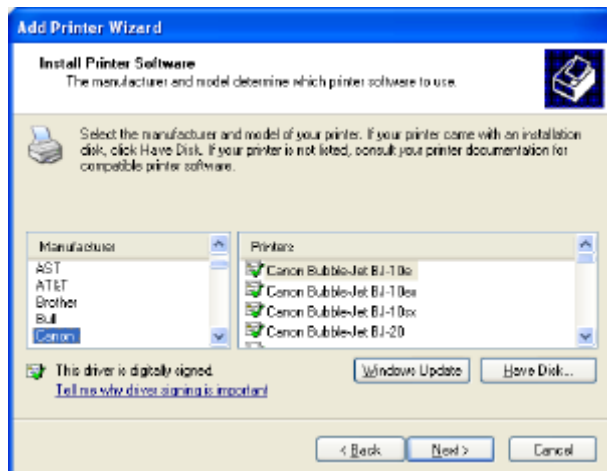 Add Printer Wizard
Install Printer Software
The manufacturer and model determine which printer software to use.
Select the manufacturer and model of your printer. If your printer came with an installation
disk, click Have Disk. If your printer is not listed, consult your printer documentation for
compatible printer software.
Manufacturer
AST
AT&T
Brother
Bull
Canon
Printers
Canon Bubble-Jet BJ-10e
Canon Bubble-Jet BJ-10ex
Canon Bubble-Jet BJ-10sx
Canon Bubble-Jet BJ-20
This driver is digitally signed.
Tell me why driver signing is important
Windows Update
Have Disk...
< Back
Next >
Cancel